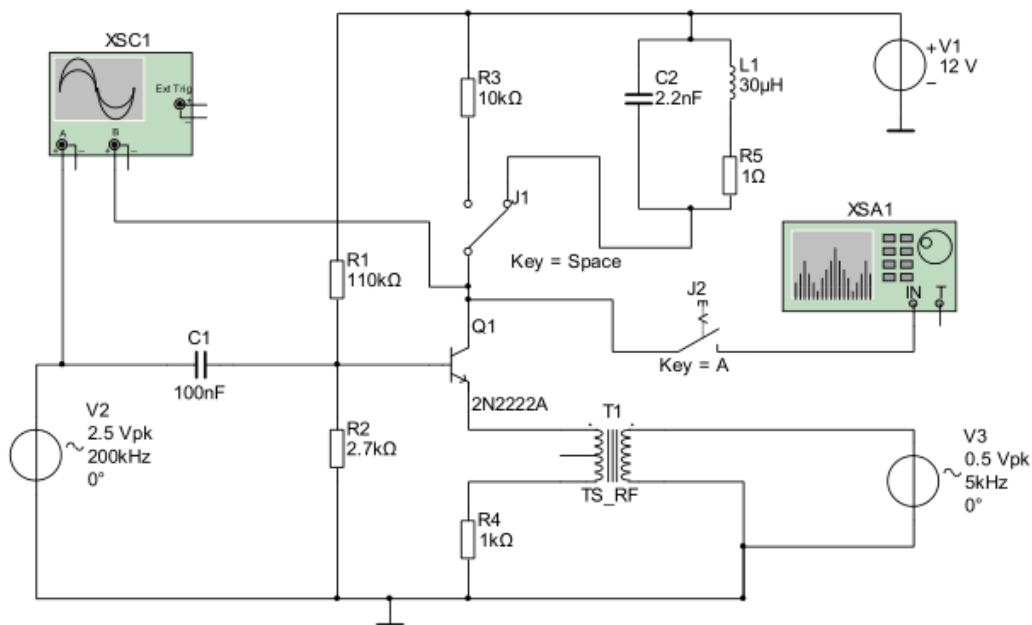 XSC1
Ext Trig
+
−
A
B
+
−
+
−
R3
10kΩ
C2
2.2nF
L1
30µH
R5
1Ω
+
V1
12 V
−
J1
Key = Space
XSA1
IN
T
R1
110kΩ
J2
Key = A
Q1
2N2222A
C1
100nF
V2
2.5 Vpk
200kHz
0°
R2
2.7kΩ
T1
TS_RF
R4
1kΩ
V3
0.5 Vpk
5kHz
0°